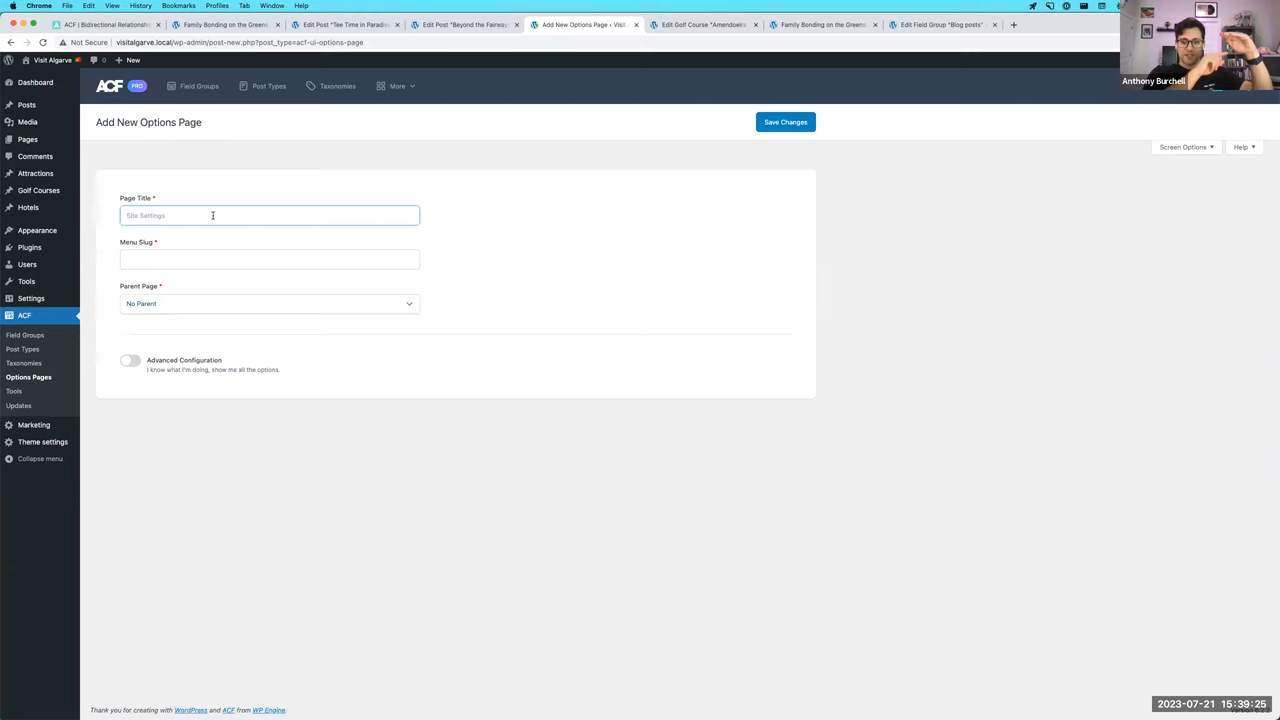 Chrome File Edit View History Bookmarks Profiles Tab Window Help
ACF | Bidirectional Relationship
Family Bonding on the Greens
Edit Post "Tee Time in Paradise
Edit Post "Beyond the Fairway
Add New Options Page ‹ Visit
Edit Golf Course "Amendoeira
Family Bonding on the Greens
Edit Field Group "Blog posts"
Not Secure visitalgarve.local/wp-admin/post-new.php?post_type=acf-ui-options-page
Visit Algarve 0 + New
Anthony Burchell
Dashboard
Posts
Media
Pages
Comments
Attractions
Golf Courses
Hotels
Appearance
Plugins
Users
Tools
Settings
ACF
Field Groups
Post Types
Taxonomies
Options Pages
Tools
Updates
Marketing
Theme settings
Collapse menu
ACF PRO Field Groups Post Types Taxonomies More
Add New Options Page Save Changes
Screen Options Help
Page Title *
Site Settings
Menu Slug *
Parent Page *
No Parent
Advanced Configuration
I know what I'm doing, show me all the options.
Thank you for creating with WordPress and ACF from WP Engine.
2023-07-21 15:39:25